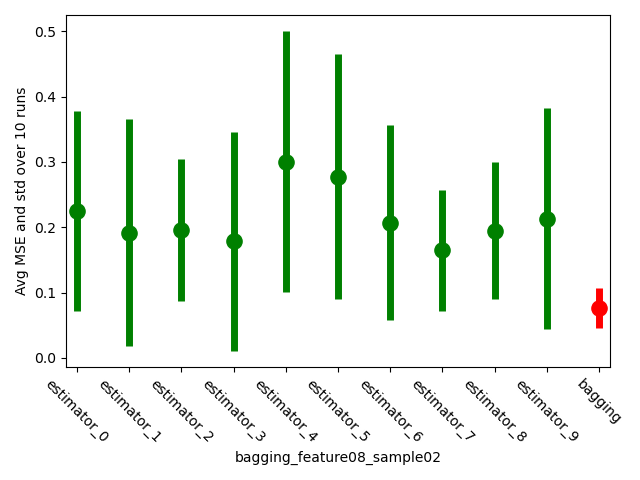 Avg MSE and std over 10 runs
0.5
0.4
0.3
0.2
0.1
0.0
estimator_0
estimator_1
estimator_2
estimator_3
estimator_4
estimator_5
estimator_6
estimator_7
estimator_8
estimator_9
bagging
bagging_feature08_sample02